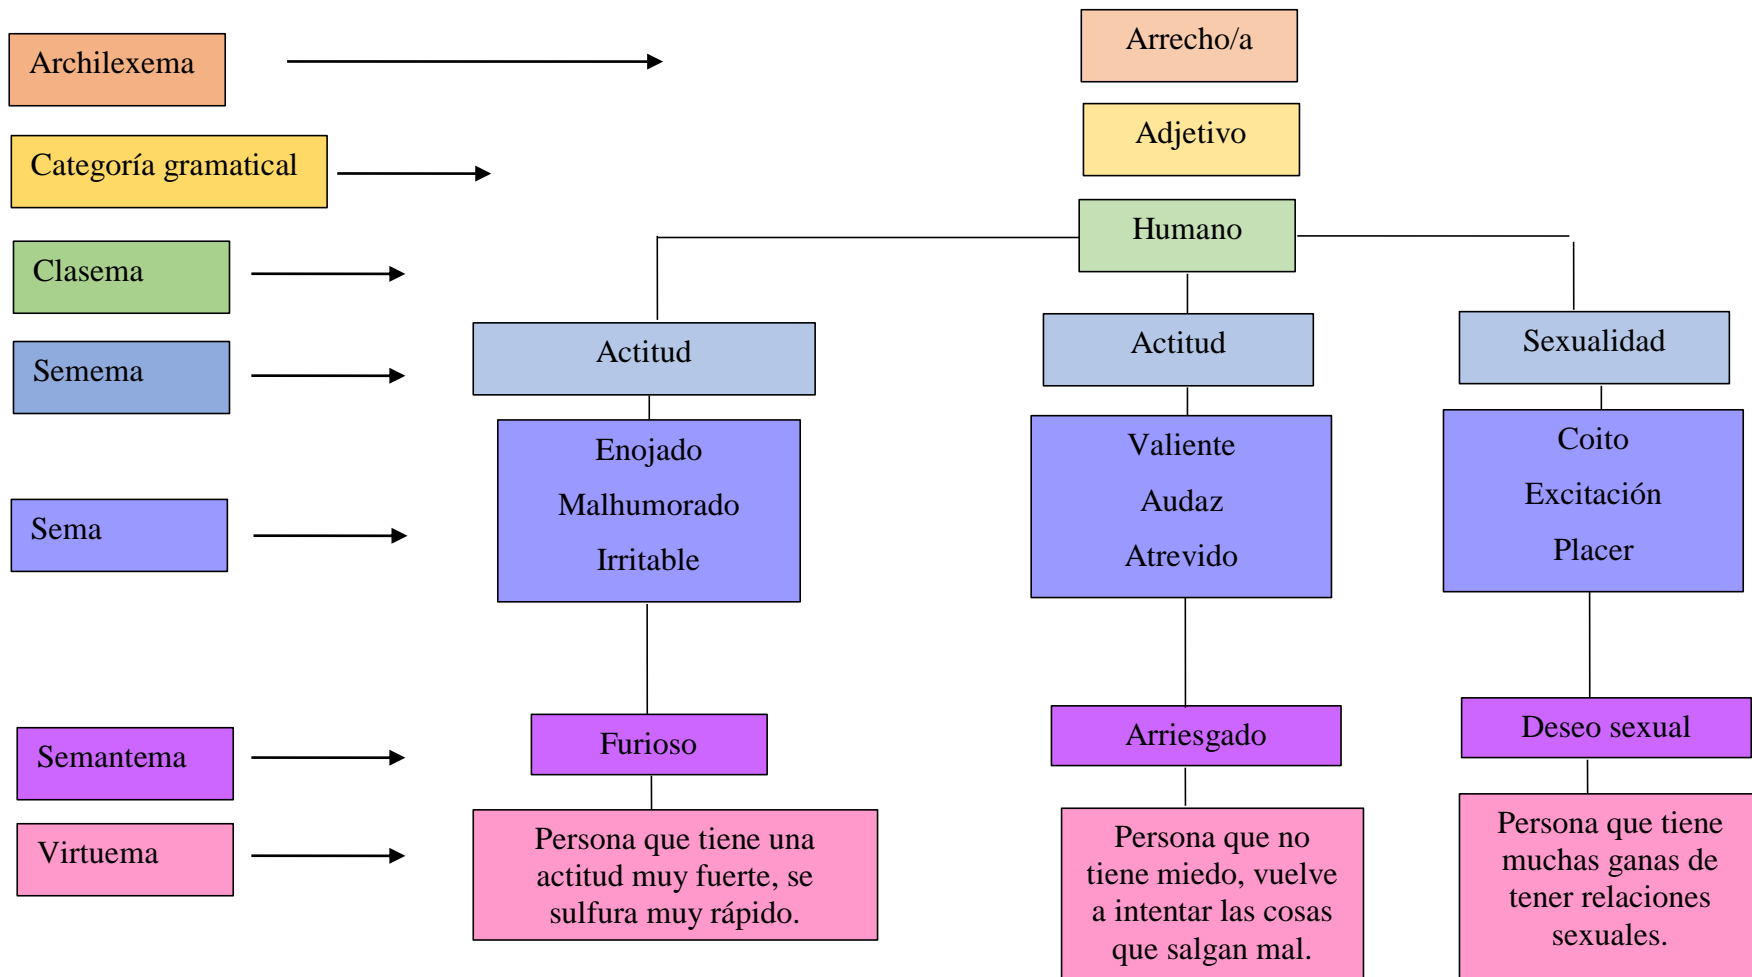 Archilexema
Arrecho/a
Categoría gramatical
Adjetivo
Clasema
Humano
Semema
Actitud
Actitud
Sexualidad
Sema
Enojado
Malhumorado
Irritable
Valiente
Audaz
Atrevido
Coito
Excitación
Placer
Semantema
Furioso
Arriesgado
Deseo sexual
Virtuema
Persona que tiene una
actitud muy fuerte, se
sulfura muy rápido.
Persona que no
tiene miedo, vuelve
a intentar las cosas
que salgan mal.
Persona que tiene
muchas ganas de
tener relaciones
sexuales.